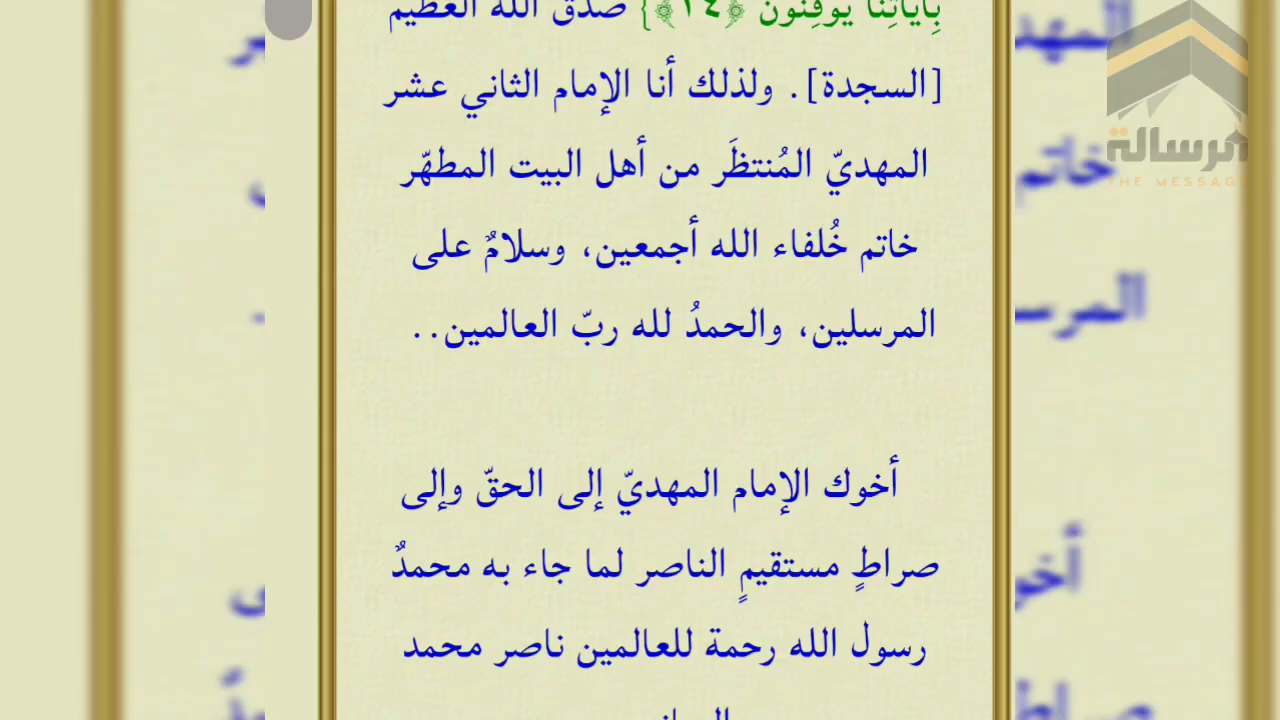 بِآيَاتِنَا يُوقِنُونَ ﴿٢٤﴾} صدق الله العظيم
[السجدة]. ولذلك أنا الإمام الثاني عشر
المهديّ المُنتظَر من أهل البيت المطهّر
خاتم خُلفاء الله أجمعين، وسلامٌ على
المرسلين، والحمدُ لله ربّ العالمين..
أخوك الإمام المهديّ إلى الحقّ وإلى
صراطٍ مستقيمٍ الناصر لما جاء به محمدٌ
رسول الله رحمة للعالمين ناصر محمد
الرسالة
THE MESSAGE